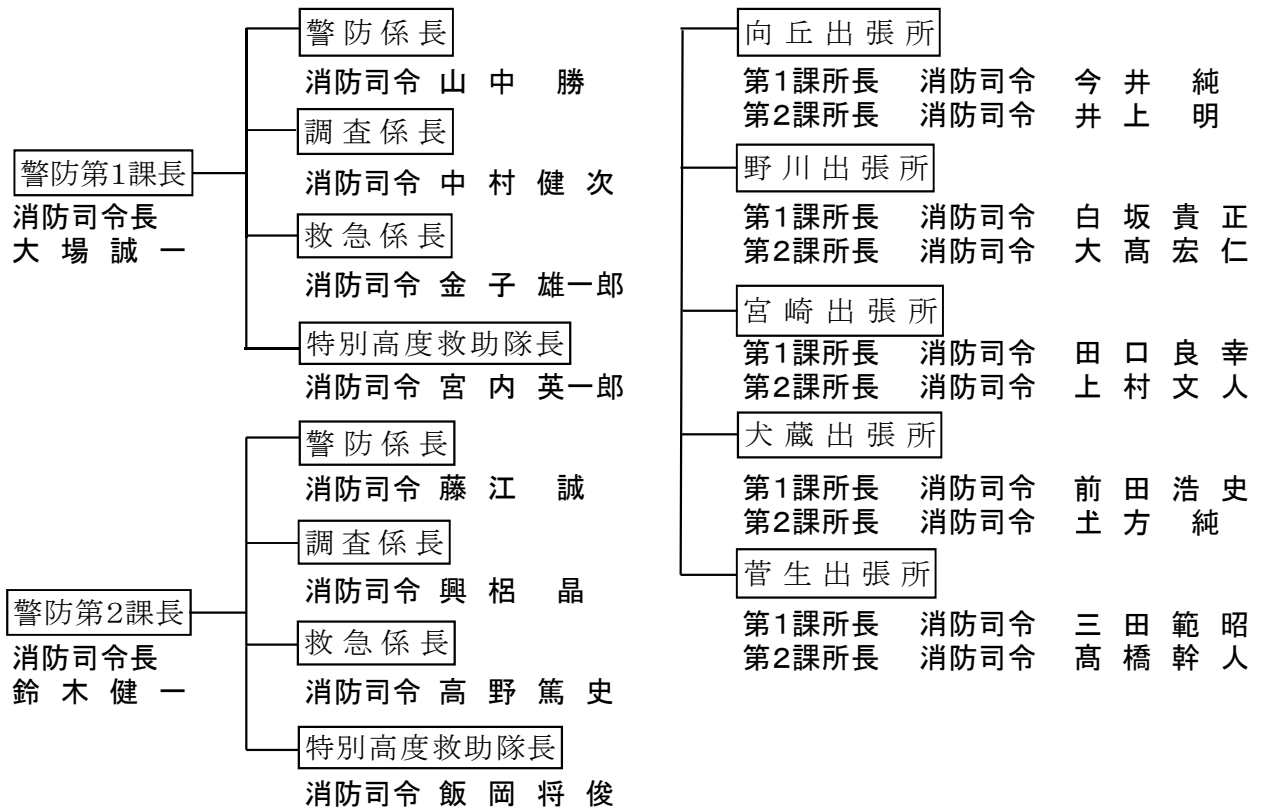 警防第1課長
消防司令長
大場誠一
警防係長
消防司令 山中 勝
調査係長
消防司令 中村健次
救急係長
消防司令 金子雄一郎
特別高度救助隊長
消防司令 宮内英一郎
警防第2課長
消防司令長
鈴木健一
警防係長
消防司令 藤江 誠
調査係長
消防司令 興梠 晶
救急係長
消防司令 高野篤史
特別高度救助隊長
消防司令 飯岡将俊
向丘出張所
第1課所長 消防司令 今井 純
第2課所長 消防司令 井上 明
野川出張所
第1課所長 消防司令 白坂貴正
第2課所長 消防司令 大髙宏仁
宮崎出張所
第1課所長 消防司令 田口良幸
第2課所長 消防司令 上村文人
犬蔵出張所
第1課所長 消防司令 前田浩史
第2課所長 消防司令 𡈽方 純
菅生出張所
第1課所長 消防司令 三田範昭
第2課所長 消防司令 髙橋幹人